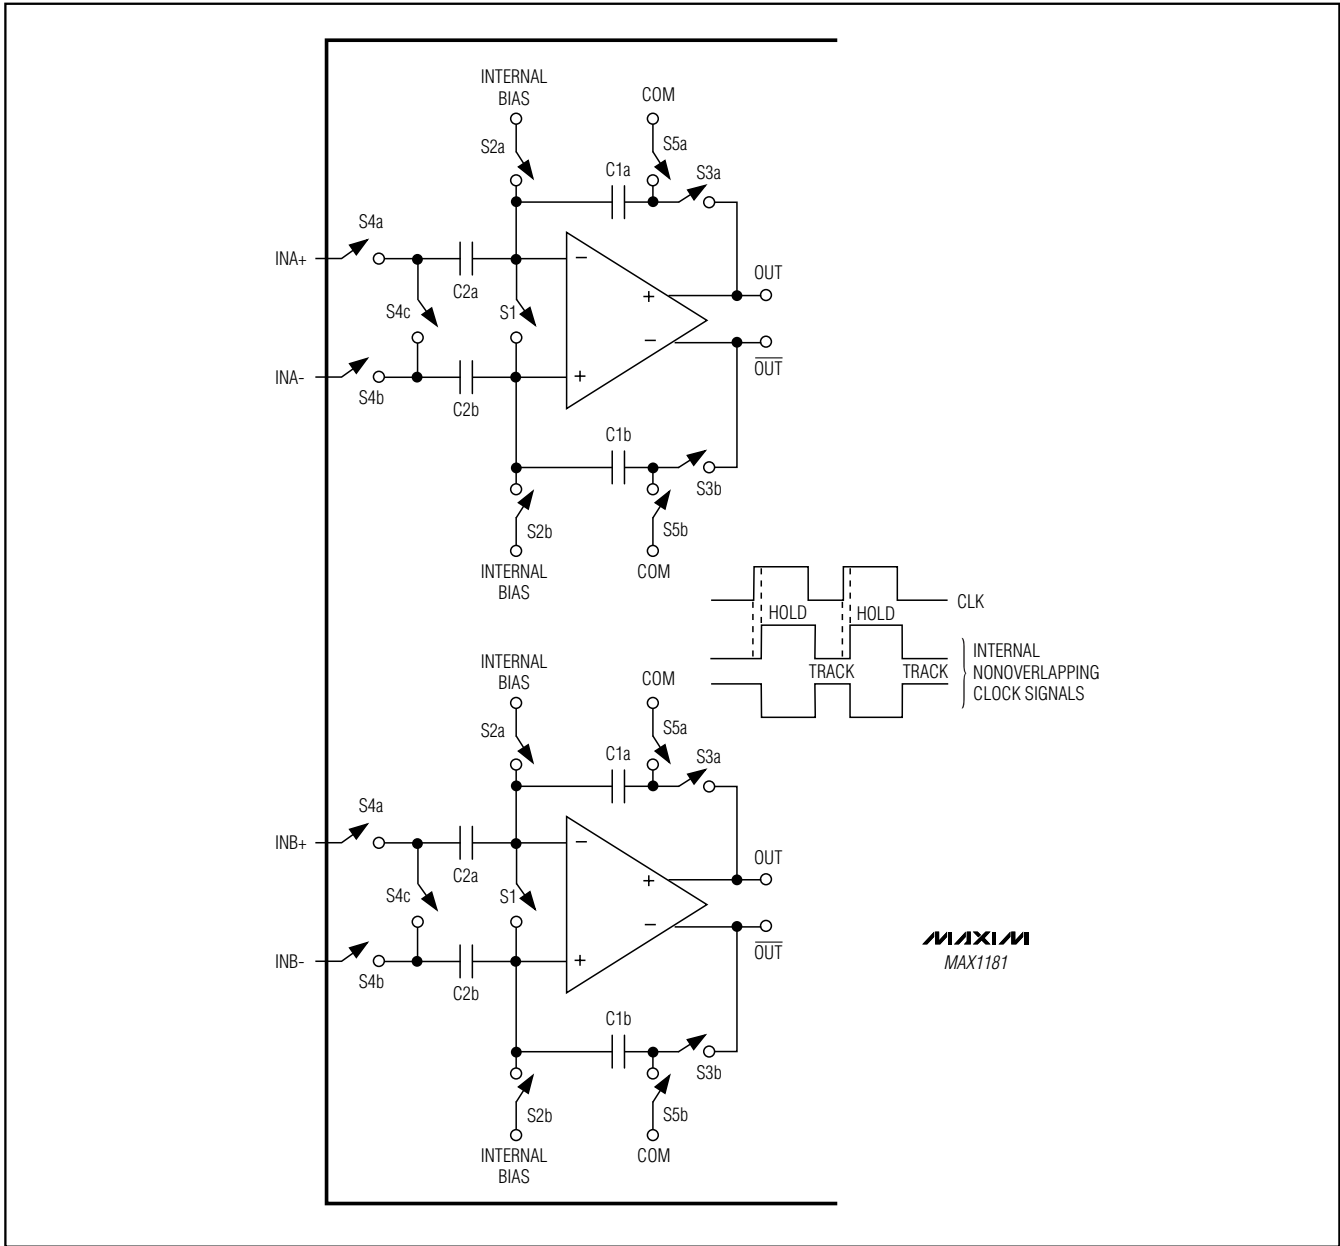 INTERNAL
BIAS
COM
S2a
S5a
C1a
S3a
S4a
INA+
−
C2a
OUT
+
S4c
S1
−
OUT
INA-
+
S4b
C2b
C1b
S3b
S2b
S5b
INTERNAL
BIAS
COM
CLK
HOLD HOLD
INTERNAL
NONOVERLAPPING
CLOCK SIGNALS
TRACK TRACK
INTERNAL
BIAS
COM
S2a
S5a
C1a
S3a
S4a
INB+
−
C2a
OUT
+
S4c
S1
−
OUT
INB-
+
S4b
C2b
MAXIM
MAX1181
C1b
S3b
S2b
S5b
INTERNAL
BIAS
COM